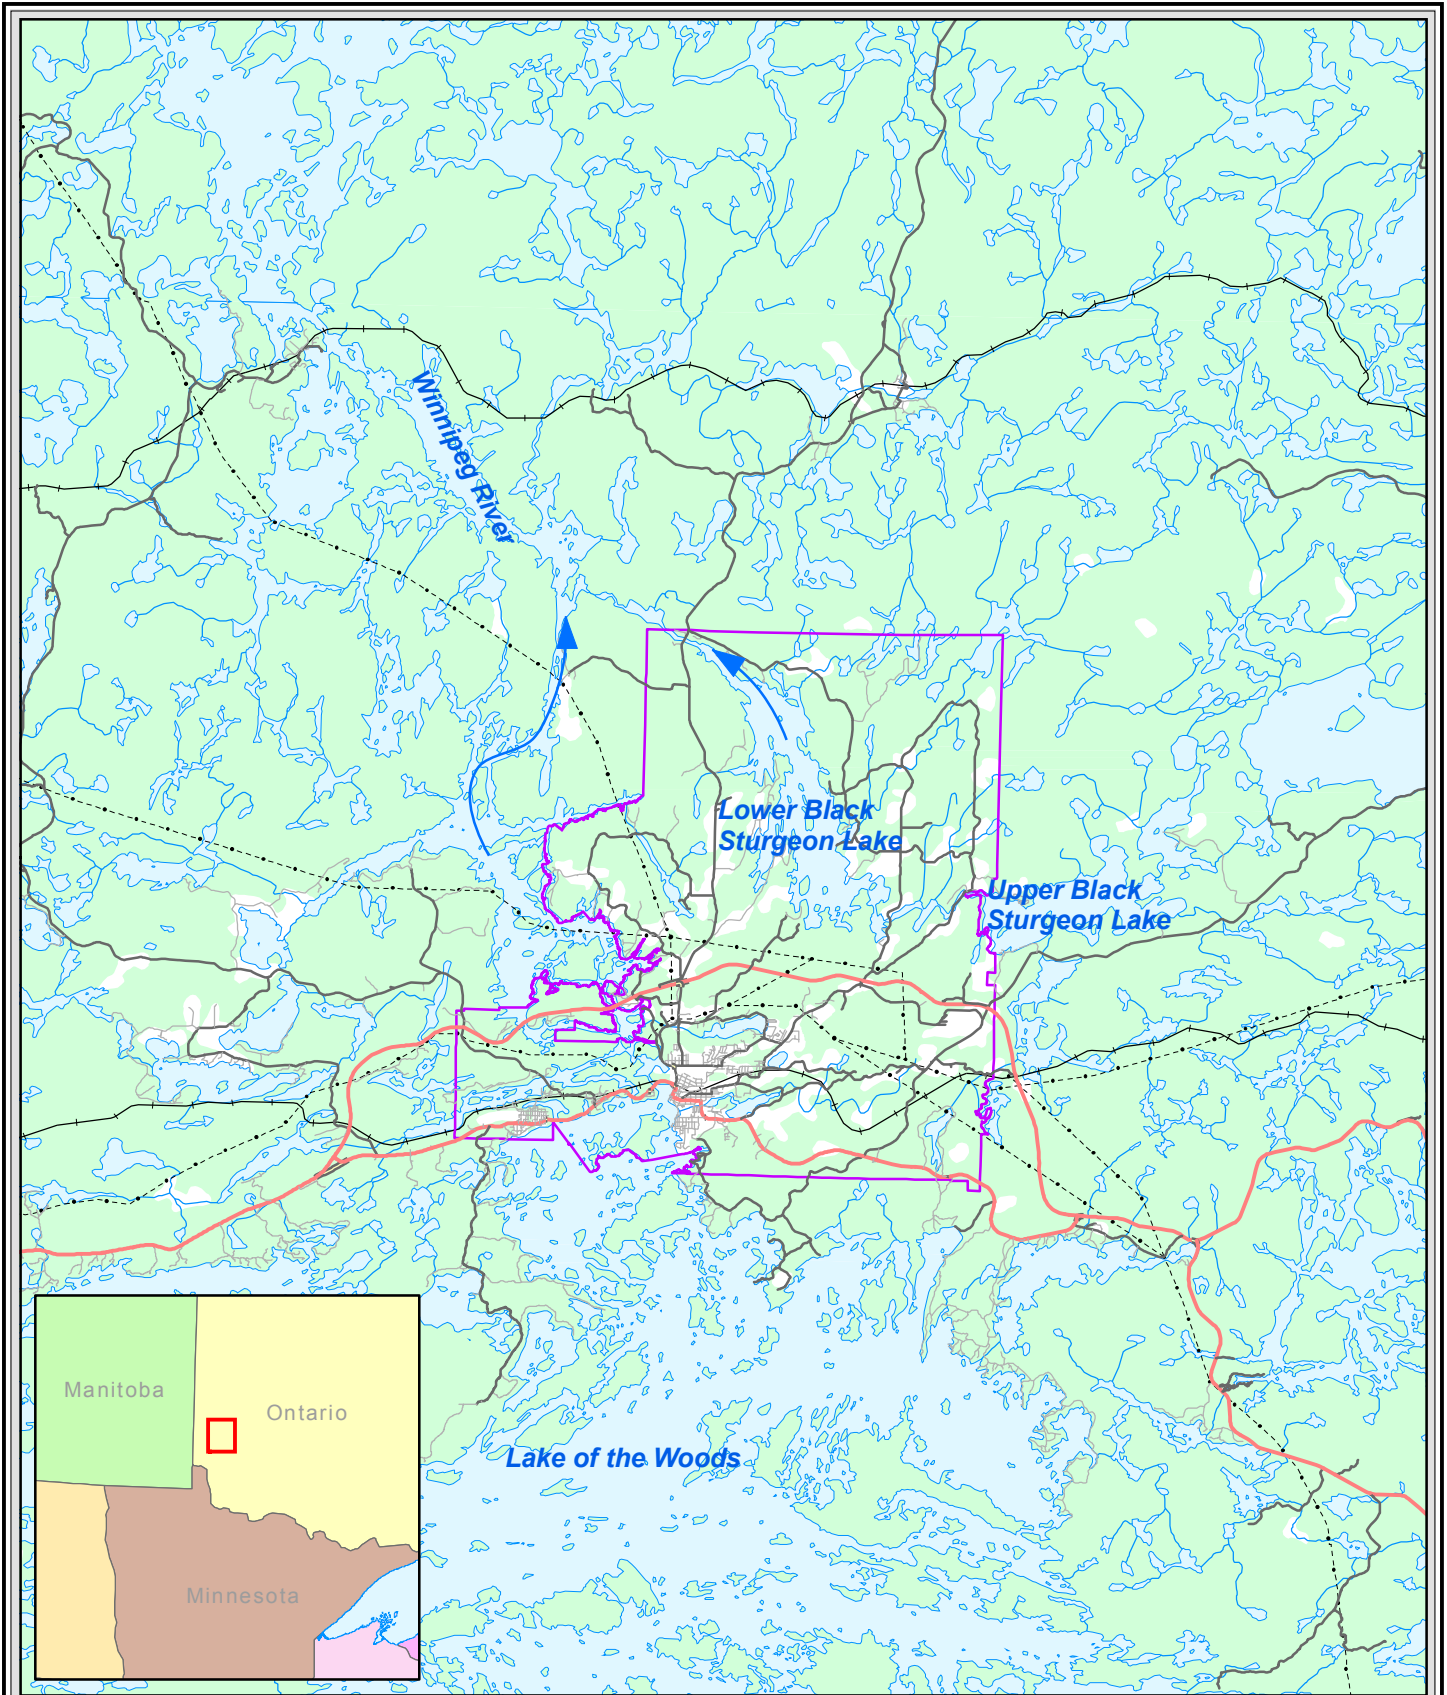 Winnipeg River
Lower Black
Sturgeon Lake
Upper Black
Sturgeon Lake
Manitoba
Ontario
Lake of the Woods
Minnesota